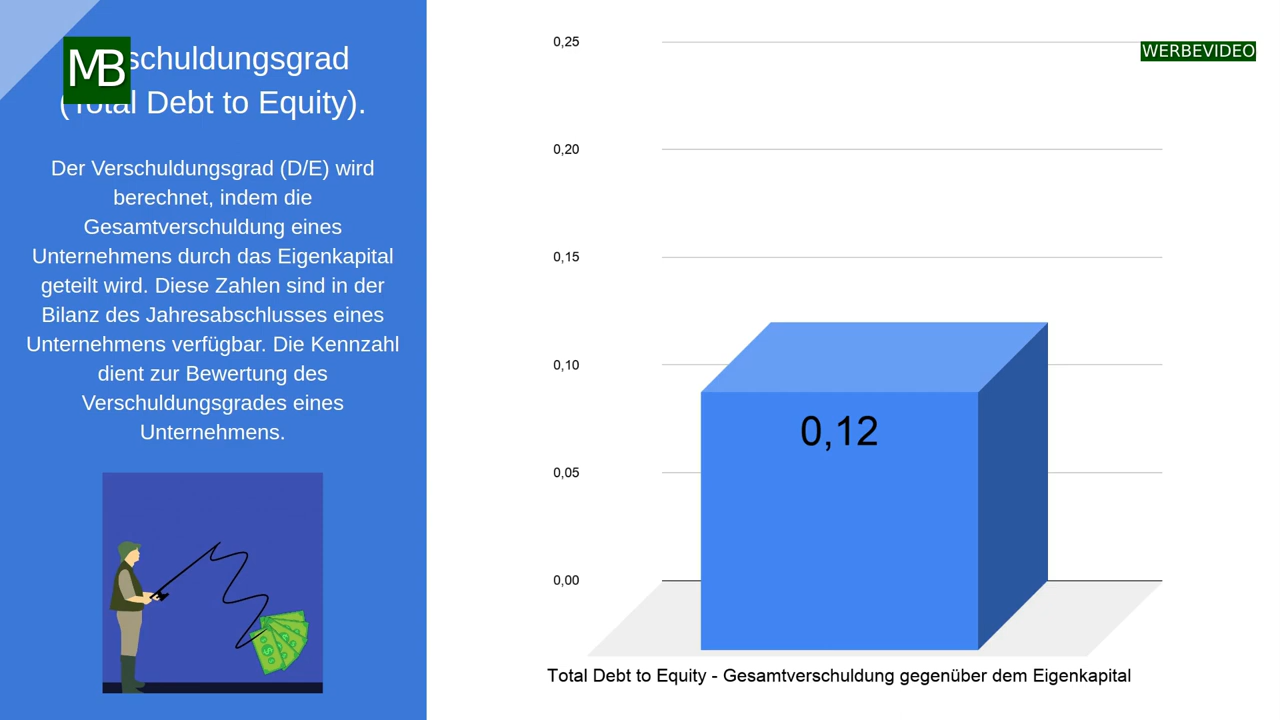 MB
schuldungsgrad
(Total Debt to Equity).
Der Verschuldungsgrad (D/E) wird
berechnet, indem die
Gesamtverschuldung eines
Unternehmens durch das Eigenkapital
geteilt wird. Diese Zahlen sind in der
Bilanz des Jahresabschlusses eines
Unternehmens verfügbar. Die Kennzahl
dient zur Bewertung des
Verschuldungsgrades eines
Unternehmens.
WERBEVIDEO
0,25
0,20
0,15
0,10
0,05
0,00
0,12
Total Debt to Equity - Gesamtverschuldung gegenüber dem Eigenkapital